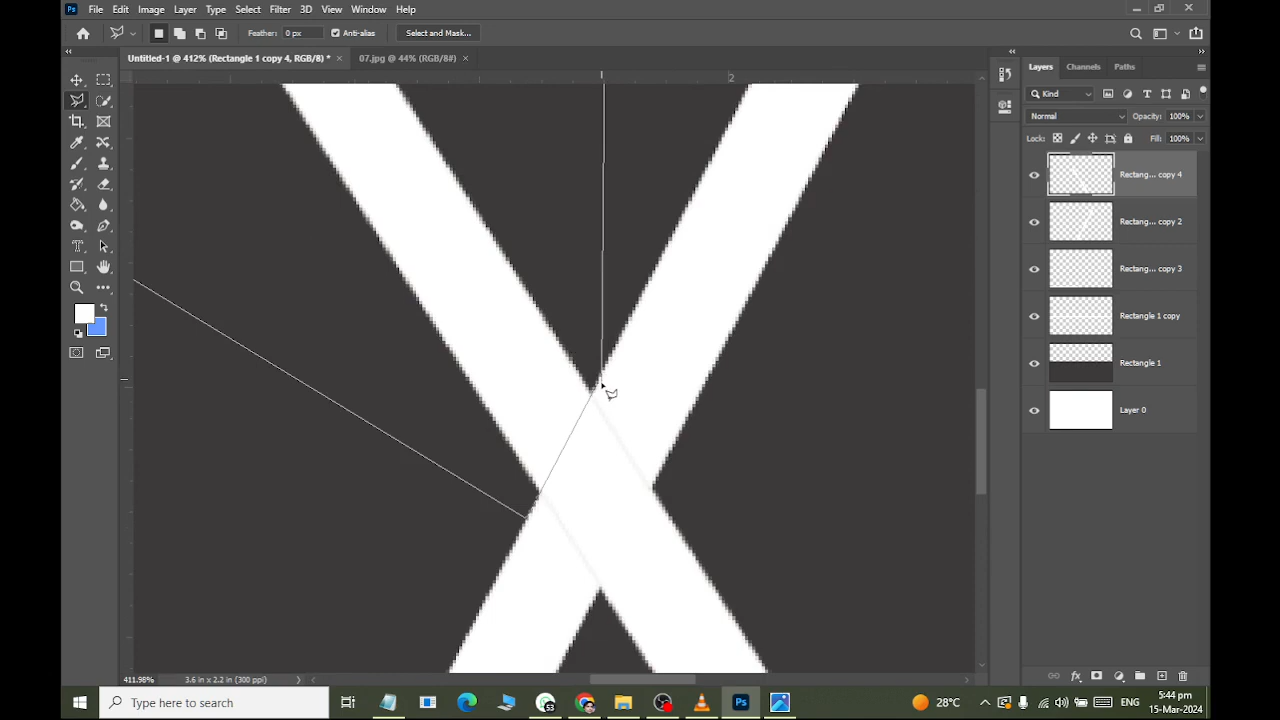 Ps File Edit Image Layer Type Select Filter 3D View Window Help
Feather: 0 px Anti-alias Select and Mask...
Untitled-1 @ 412% (Rectangle 1 copy 4, RGB/8) * × 07.jpg @ 44% (RGB/8#) ×
2
Layers Channels Paths
Kind
Normal Opacity: 100%
Lock: Fill: 100%
Rectang... copy 4
Rectang... copy 2
Rectang... copy 3
Rectangle 1 copy
Rectangle 1
Layer 0
411.98% 3.6 in x 2.2 in (300 ppi)
Type here to search
Ps
28°C
ENG
5:44 pm
15-Mar-2024